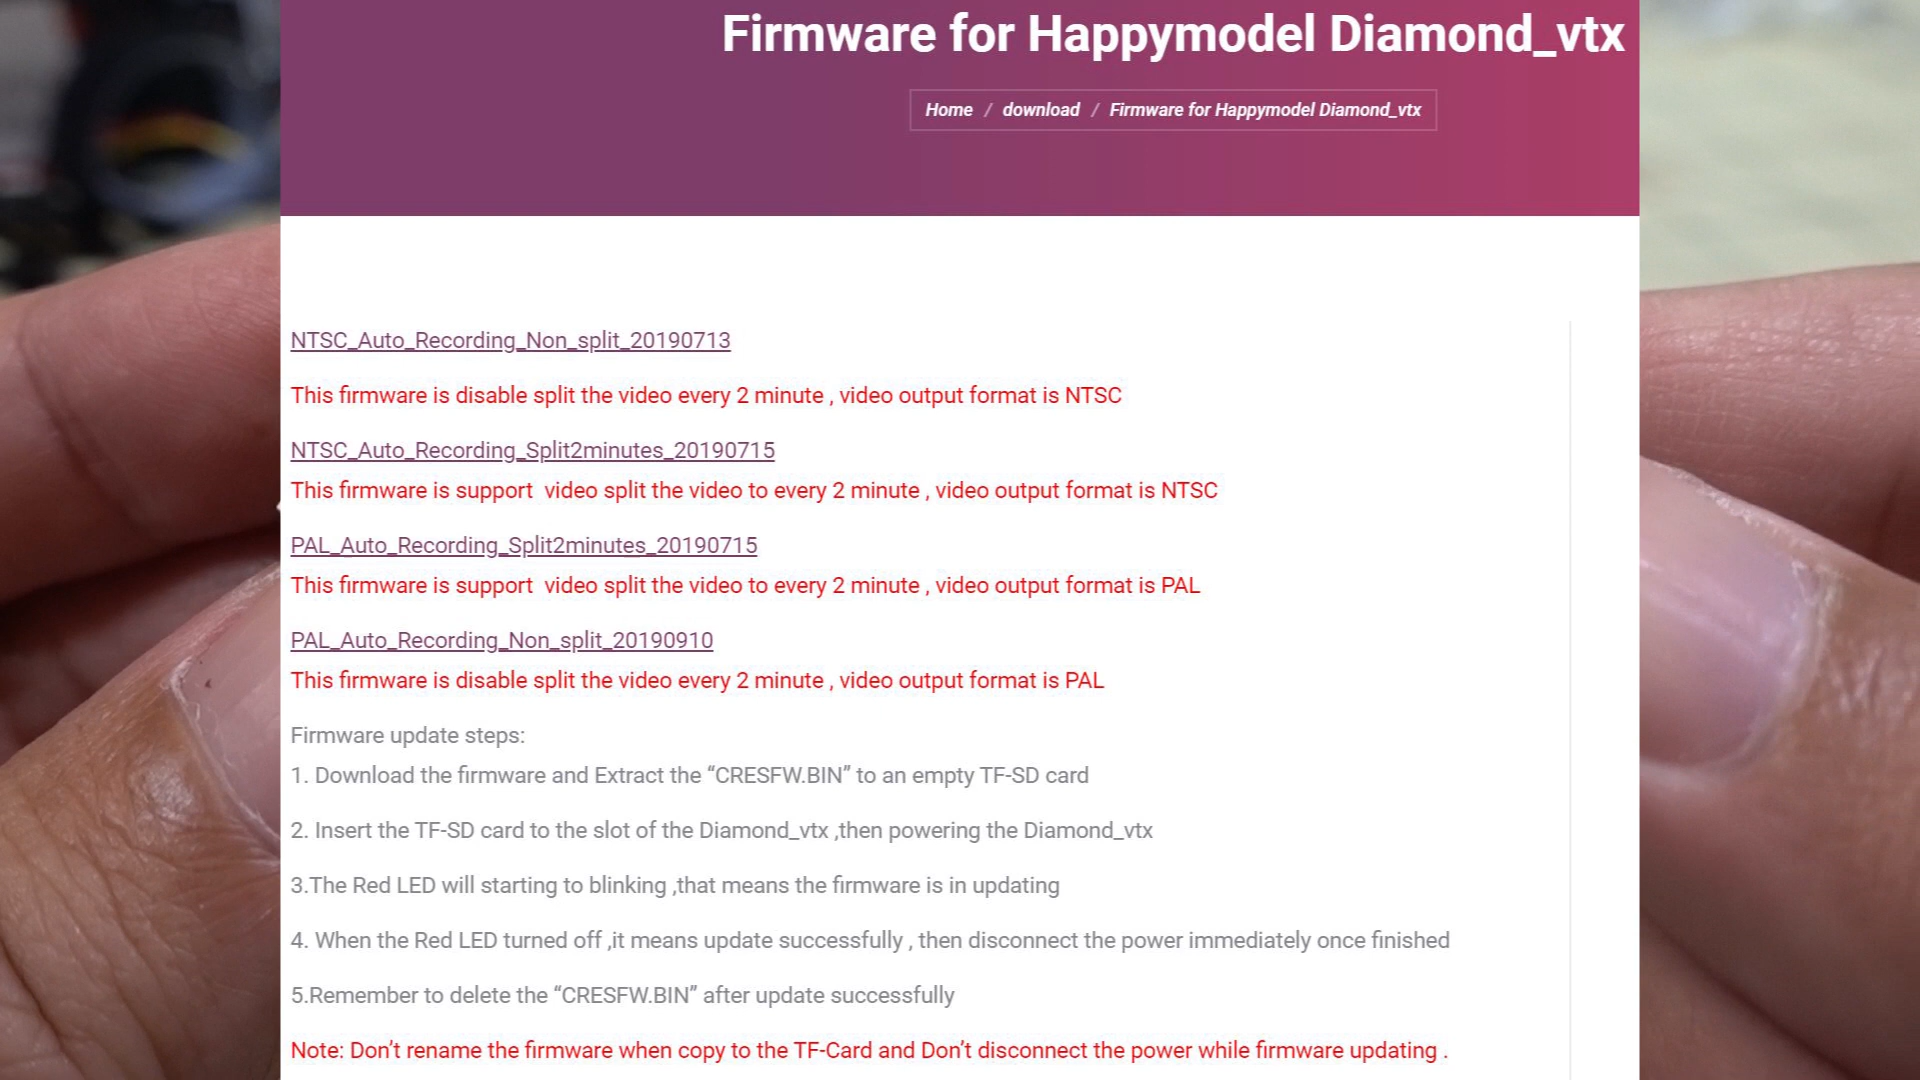 Firmware for Happymodel Diamond_vtx
Home / download / Firmware for Happymodel Diamond_vtx
NTSC_Auto_Recording_Non_split_20190713
This firmware is disable split the video every 2 minute , video output format is NTSC
NTSC_Auto_Recording_Split2minutes_20190715
This firmware is support  video split the video to every 2 minute , video output format is NTSC
PAL_Auto_Recording_Split2minutes_20190715
This firmware is support  video split the video to every 2 minute , video output format is PAL
PAL_Auto_Recording_Non_split_20190910
This firmware is disable split the video every 2 minute , video output format is PAL
Firmware update steps:
1. Download the firmware and Extract the “CRESFW.BIN” to an empty TF-SD card
2. Insert the TF-SD card to the slot of the Diamond_vtx ,then powering the Diamond_vtx
3.The Red LED will starting to blinking ,that means the firmware is in updating
4. When the Red LED turned off ,it means update successfully , then disconnect the power immediately once finished
5.Remember to delete the “CRESFW.BIN” after update successfully
Note: Don’t rename the firmware when copy to the TF-Card and Don’t disconnect the power while firmware updating .